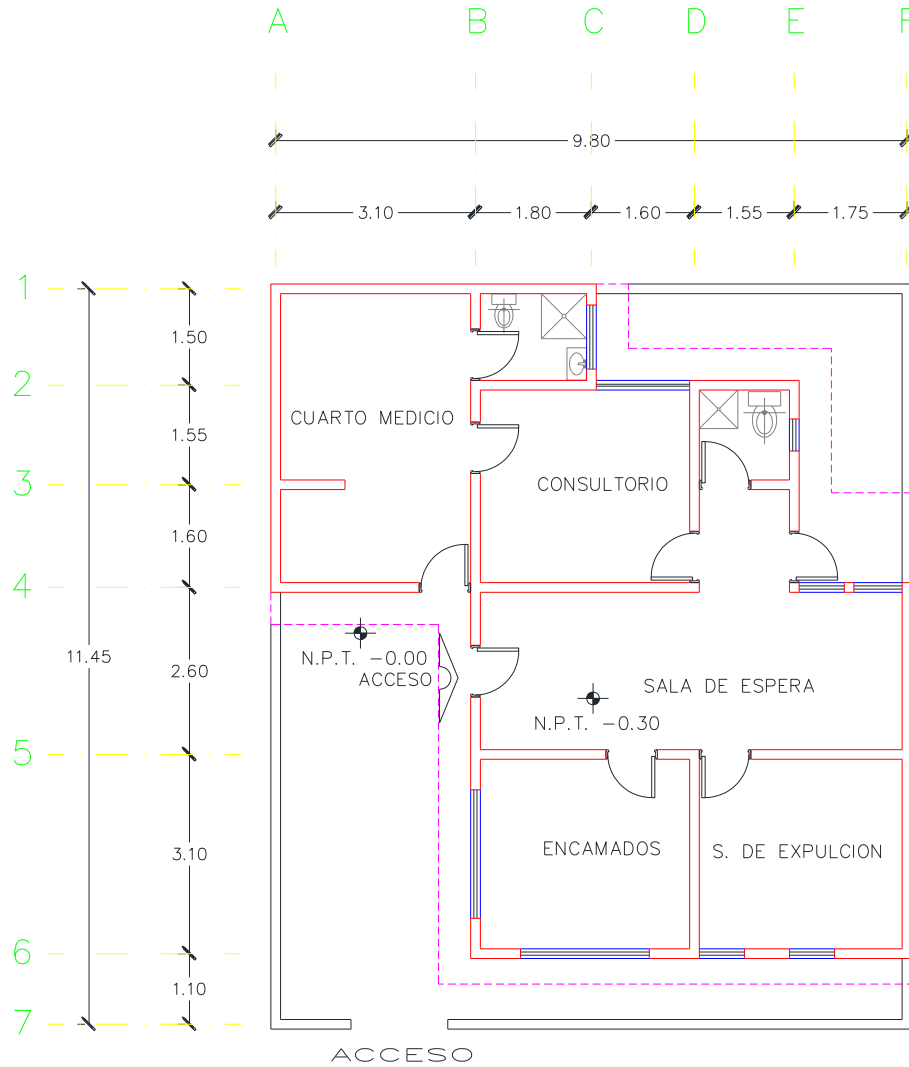 A B C D E F
9.80
3.10 1.80 1.60 1.55 1.75
1
1.50
2
CUARTO MEDICIO
1.55
3
CONSULTORIO
1.60
4
11.45
N.P.T. -0.00
2.60
ACCESO
SALA DE ESPERA
N.P.T. -0.30
5
3.10
ENCAMADOS
S. DE EXPULCION
6
1.10
7
ACCESO